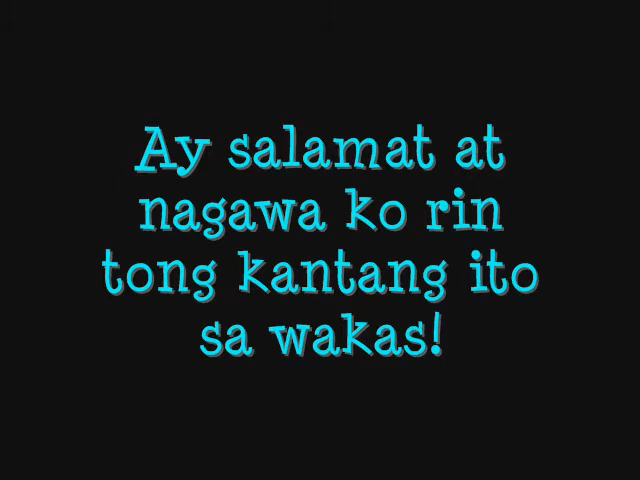 Ay salamat at
nagawa ko rin
tong kantang ito
sa wakas!